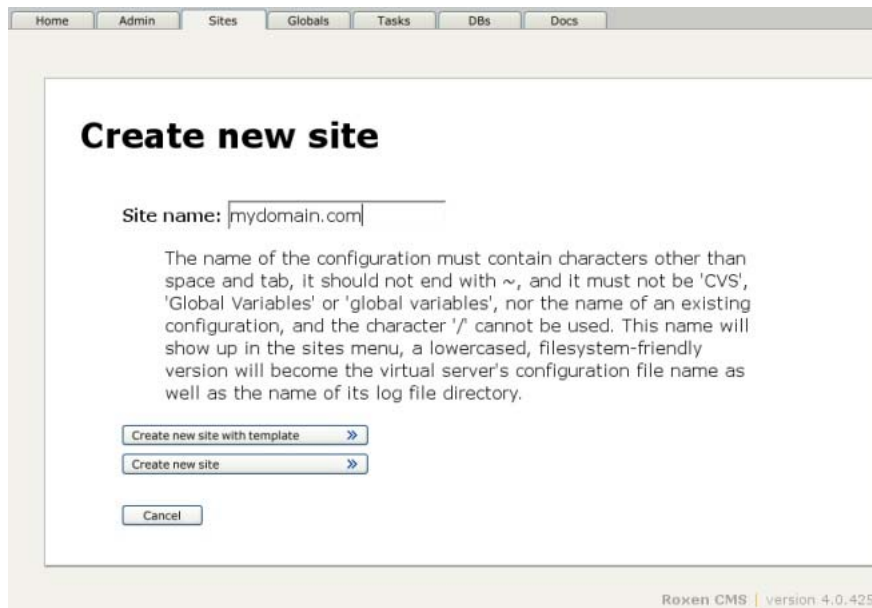 Home Admin Sites Globals Tasks DBs Docs
Create new site
Site name: mydomain.com
The name of the configuration must contain characters other than
space and tab, it should not end with ~, and it must not be 'CVS',
'Global Variables' or 'global variables', nor the name of an existing
configuration, and the character '/' cannot be used. This name will
show up in the sites menu, a lowercased, filesystem-friendly
version will become the virtual server's configuration file name as
well as the name of its log file directory.
Create new site with template »
Create new site »
Cancel
Roxen CMS | version 4.0.425